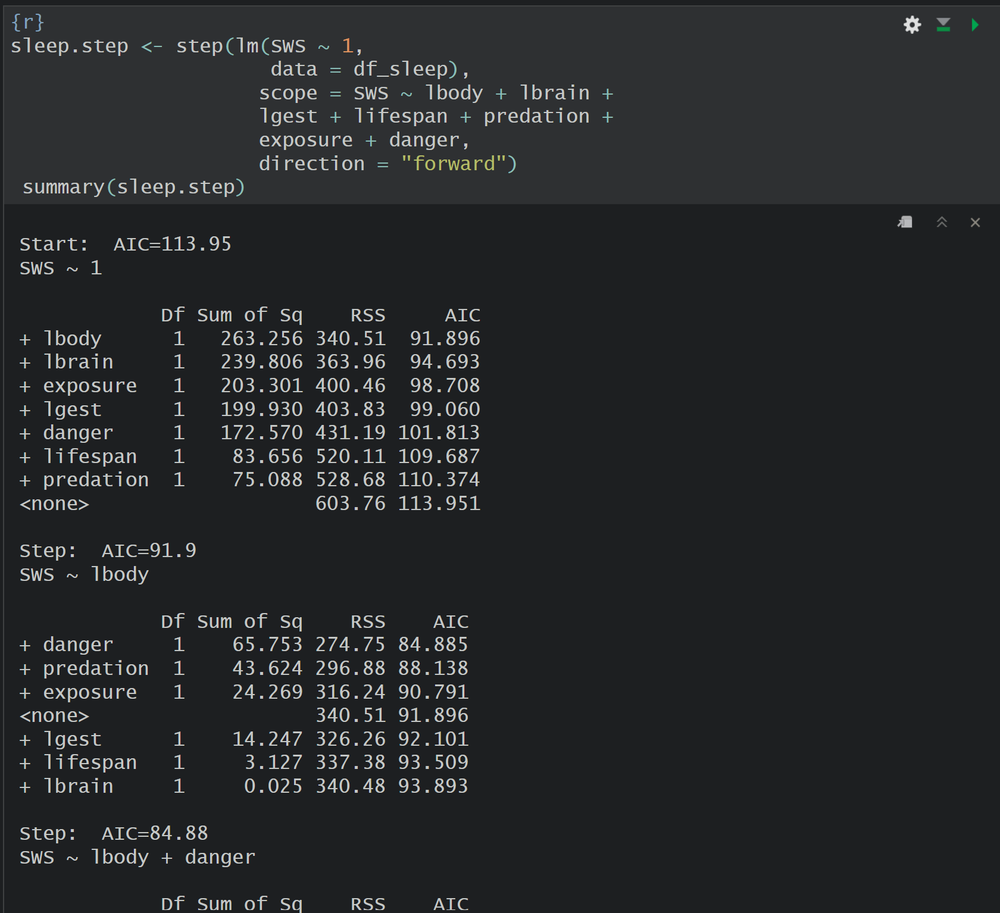 {r}
sleep.step <- step(lm(SWS ~ 1,
data = df_sleep),
scope = SWS ~ lbody + lbrain +
lgest + lifespan + predation +
exposure + danger,
direction = "forward")
summary(sleep.step)
Start:  AIC=113.95
SWS ~ 1
Df Sum of Sq    RSS     AIC
+ lbody      1   263.256 340.51  91.896
+ lbrain     1   239.806 363.96  94.693
+ exposure   1   203.301 400.46  98.708
+ lgest      1   199.930 403.83  99.060
+ danger     1   172.570 431.19 101.813
+ lifespan   1    83.656 520.11 109.687
+ predation  1    75.088 528.68 110.374
<none>                   603.76 113.951
Step:  AIC=91.9
SWS ~ lbody
Df Sum of Sq    RSS    AIC
+ danger     1    65.753 274.75 84.885
+ predation  1    43.624 296.88 88.138
+ exposure   1    24.269 316.24 90.791
<none>                   340.51 91.896
+ lgest      1    14.247 326.26 92.101
+ lifespan   1     3.127 337.38 93.509
+ lbrain     1     0.025 340.48 93.893
Step:  AIC=84.88
SWS ~ lbody + danger
Df Sum of Sq    RSS    AIC